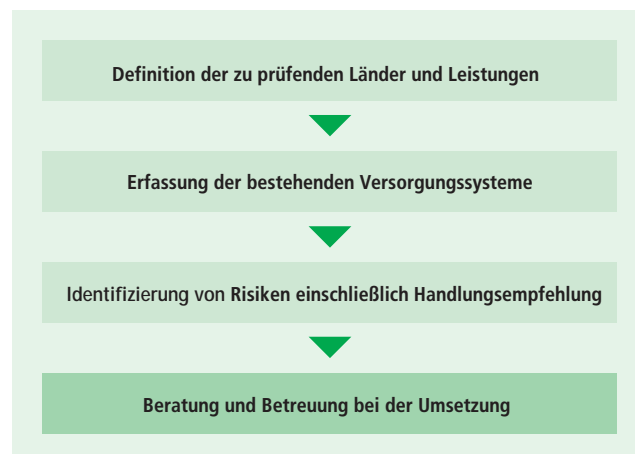 Definition der zu prüfenden Länder und Leistungen
Erfassung der bestehenden Versorgungssysteme
Identifizierung von Risiken einschließlich Handlungsempfehlung
Beratung und Betreuung bei der Umsetzung